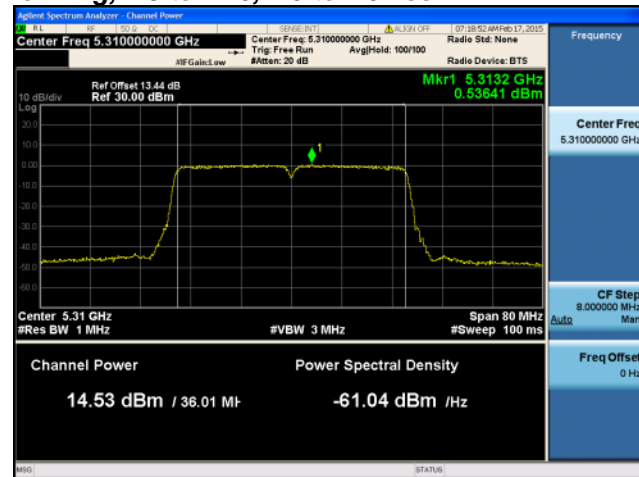 Agilent Spectrum Analyzer - Channel Power
RL RF 50 Ω DC SENSE:INT ALIGN OFF 07:18:52 AM Feb 17, 2015
Center Freq 5.310000000 GHz
Center Freq: 5.310000000 GHz
Radio Std: None
Trig: Free Run Avg|Hold: 100/100
#IFGain:Low #Atten: 20 dB Radio Device: BTS
Frequency
Ref Offset 13.44 dB
10 dB/div Ref 30.00 dBm
Mkr1 5.3132 GHz
0.53641 dBm
Log
20.0
10.0
0.00
-10.0
-20.0
-30.0
-40.0
-50.0
-60.0
1
Center Freq
5.310000000 GHz
Center 5.31 GHz Span 80 MHz
#Res BW 1 MHz #VBW 3 MHz #Sweep 100 ms
CF Step
8.000000 MHz
Auto Man
Channel Power Power Spectral Density
14.53 dBm / 36.01 MH -61.04 dBm /Hz
Freq Offset
0 Hz
MSG STATUS